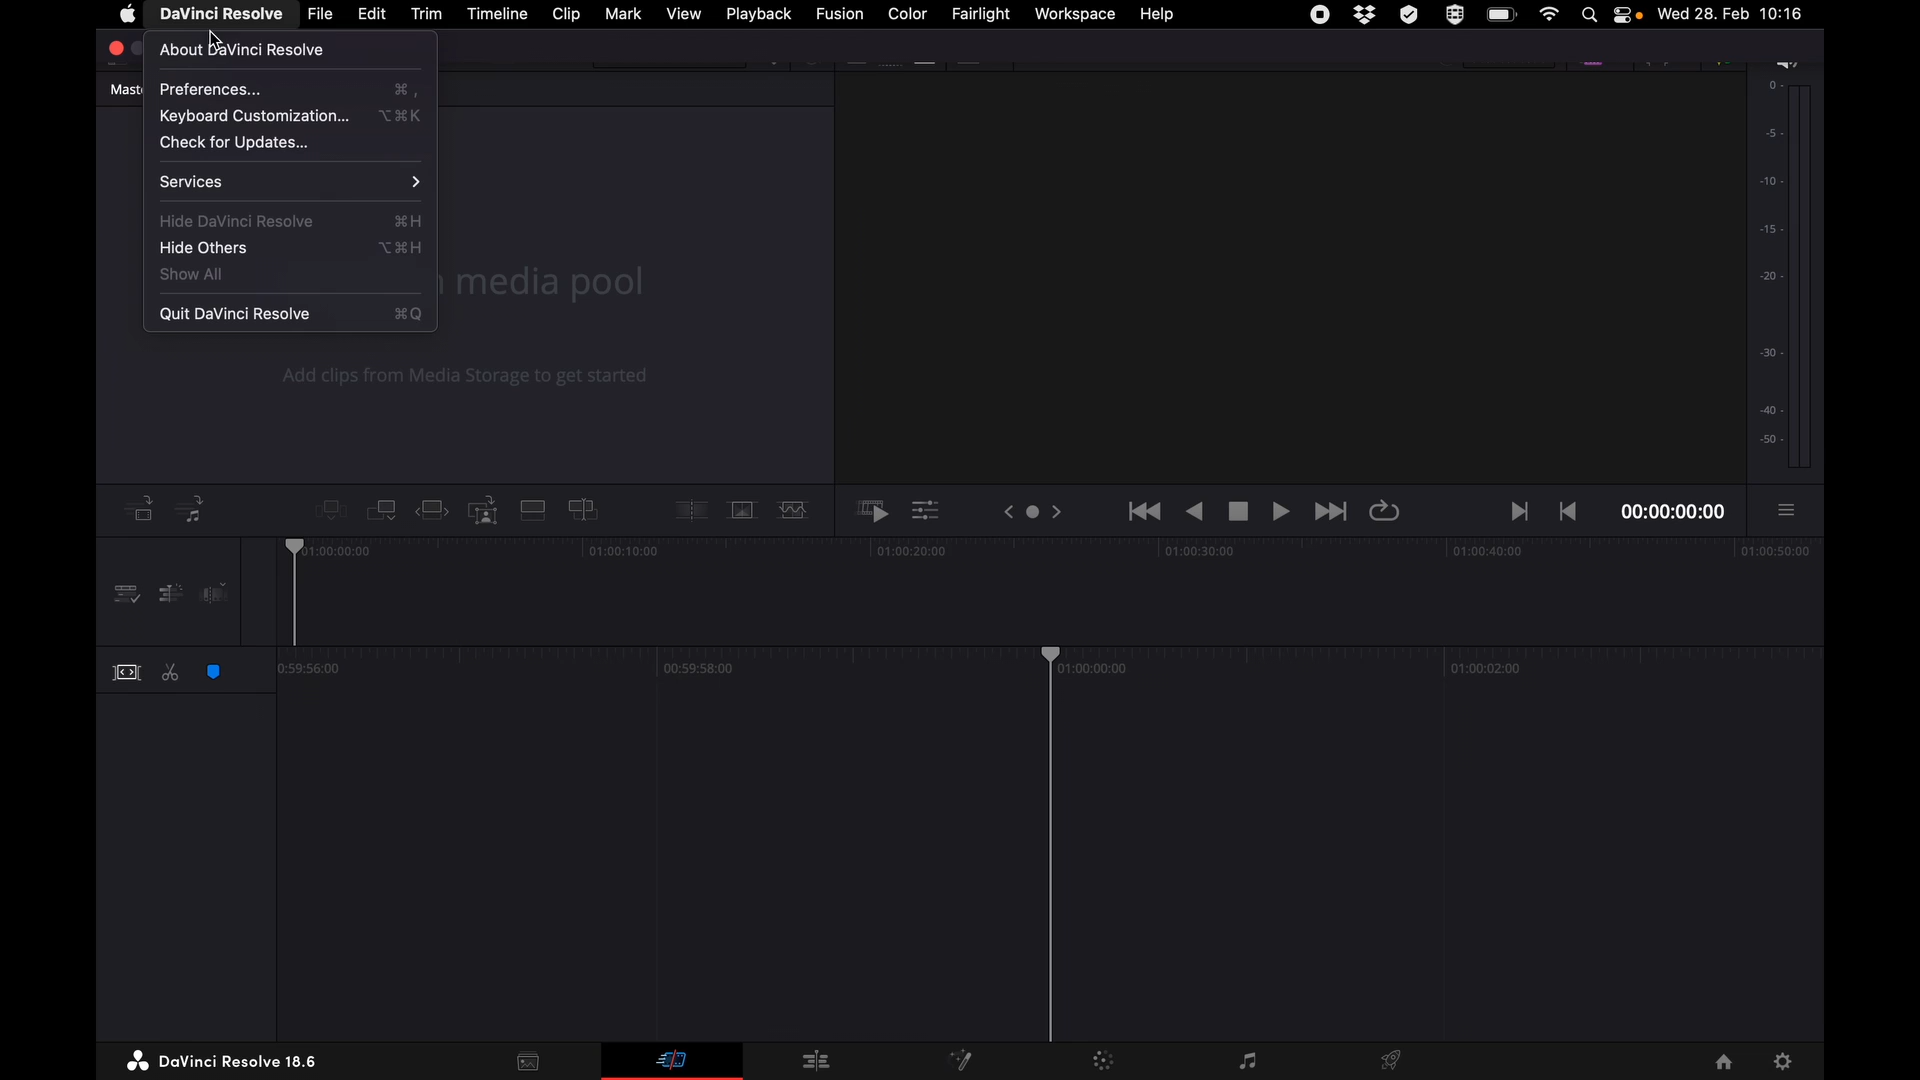 DaVinci Resolve File Edit Trim Timeline Clip Mark View Playback Fusion Color Fairlight Workspace Help Wed 28. Feb 10:16
About DaVinci Resolve
Preferences... ⌘ ,
Keyboard Customization... ⌥⌘K
Check for Updates...
Services
Hide DaVinci Resolve ⌘H
Hide Others ⌥⌘H
Show All
Quit DaVinci Resolve ⌘Q
media pool
Add clips from Media Storage to get started
0 -
-5 -
-10 -
-15 -
-20 -
-30 -
-40 -
-50 -
00:00:00:00
01:00:00:00 01:00:10:00 01:00:20:00 01:00:30:00 01:00:40:00 01:00:50:00
0:59:56:00 00:59:58:00 01:00:00:00 01:00:02:00
DaVinci Resolve 18.6